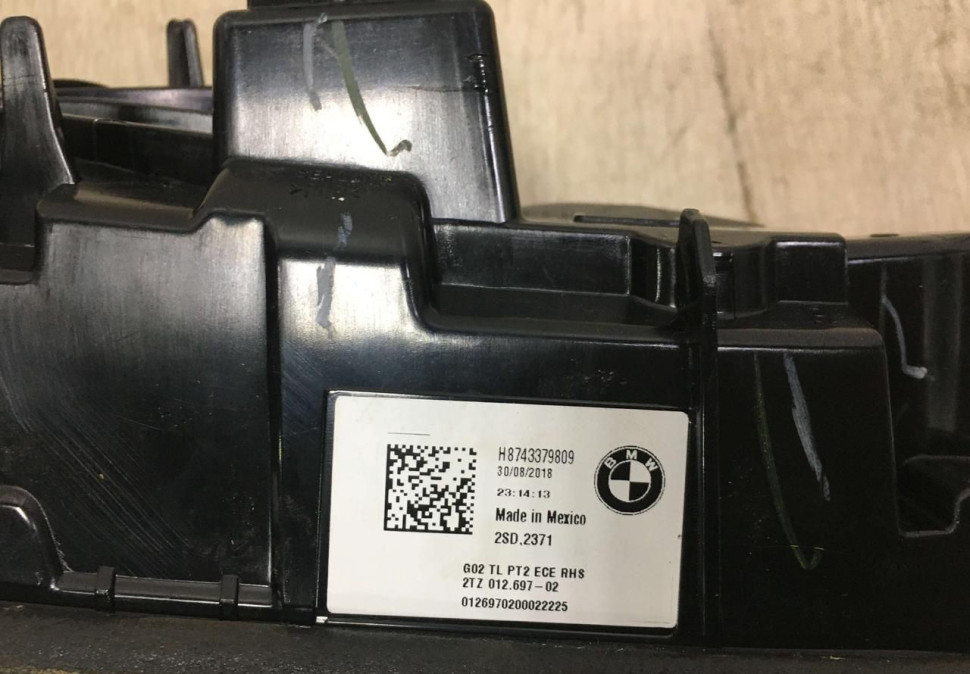 H8743379809
30/08/2018
BMW
23:14:13
Made in Mexico
2SD,2371
G02 TL PT2 ECE RHS
2TZ 012.697-02
0126970200022225